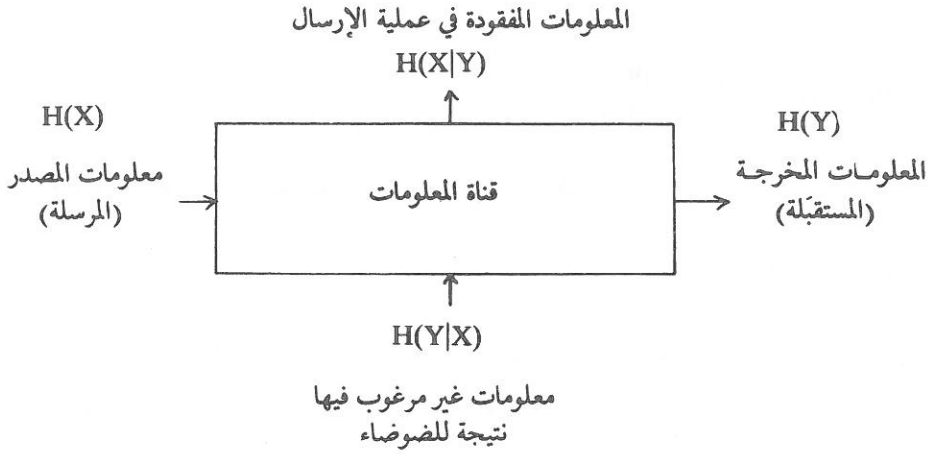 المعلومات المفقودة في عملية الإرسال
H(X|Y)
H(X)
معلومات المصدر
(المرسلة)
قناة المعلومات
H(Y)
المعلومات المخرجة
(المستقبَلة)
H(Y|X)
معلومات غير مرغوب فيها
نتيجة للضوضاء